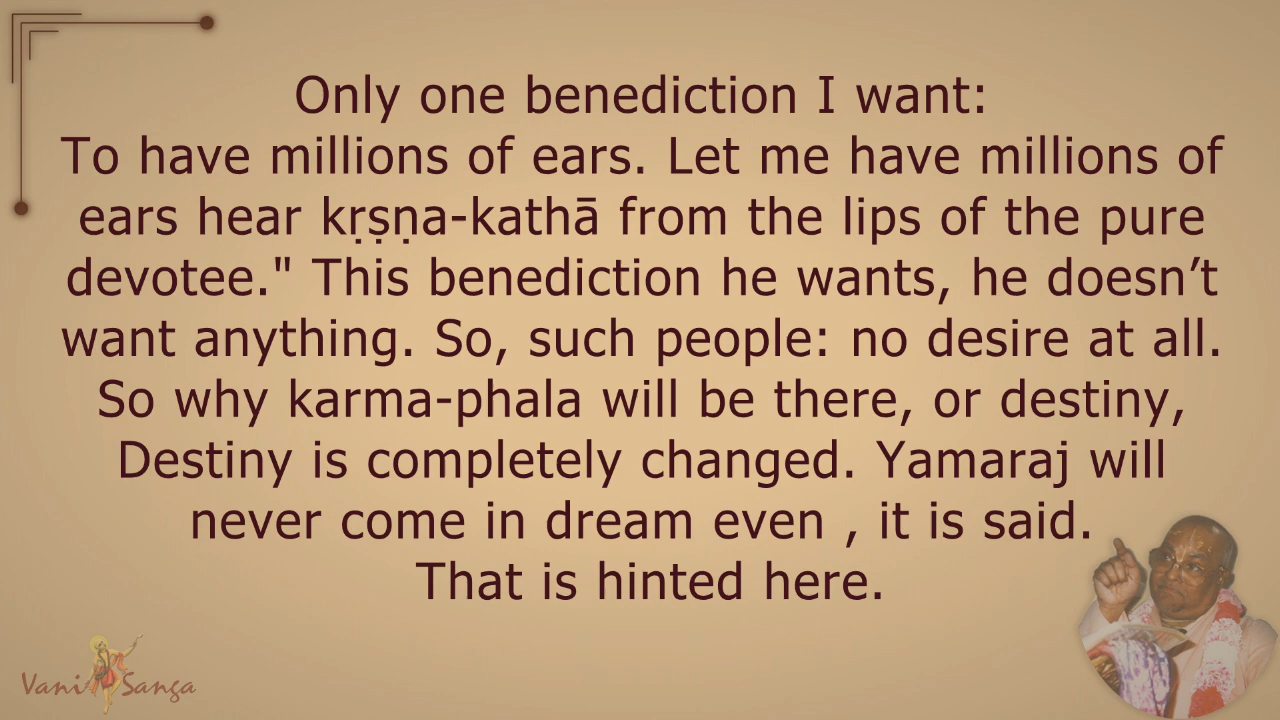 Only one benediction I want:
To have millions of ears. Let me have millions of
ears hear kṛṣṇa-kathā from the lips of the pure
devotee." This benediction he wants, he doesn’t
want anything. So, such people: no desire at all.
So why karma-phala will be there, or destiny,
Destiny is completely changed. Yamaraj will
never come in dream even , it is said.
That is hinted here.
Vani Sanga